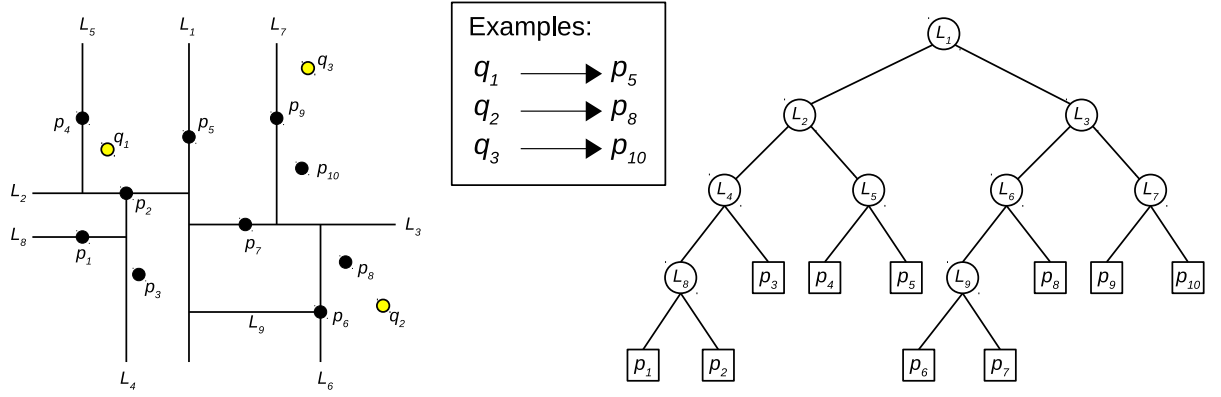 L5 L1 L7
q3
p9
p4 p5
q1
p10
L2 p2
L8 L3
p7
p1
p8
p3
p6
L9 q2
L4 L6
Examples:
q1 p5
q2 p8
q3 p10
L1
L2 L3
L4 L5 L6 L7
L8 p3 p4 p5 L9 p8 p9 p10
p1 p2 p6 p7